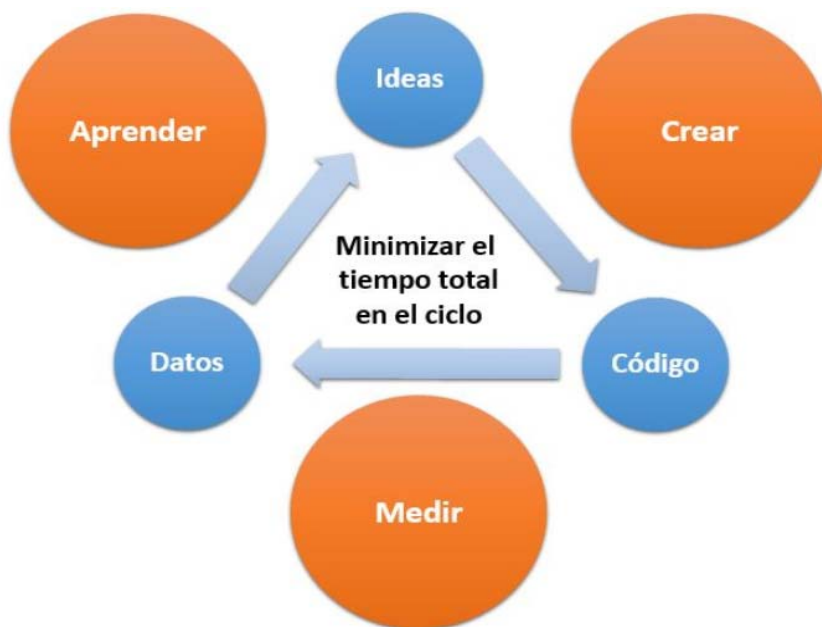 Ideas
Aprender
Crear
Minimizar el
tiempo total
en el ciclo
Datos
Código
Medir